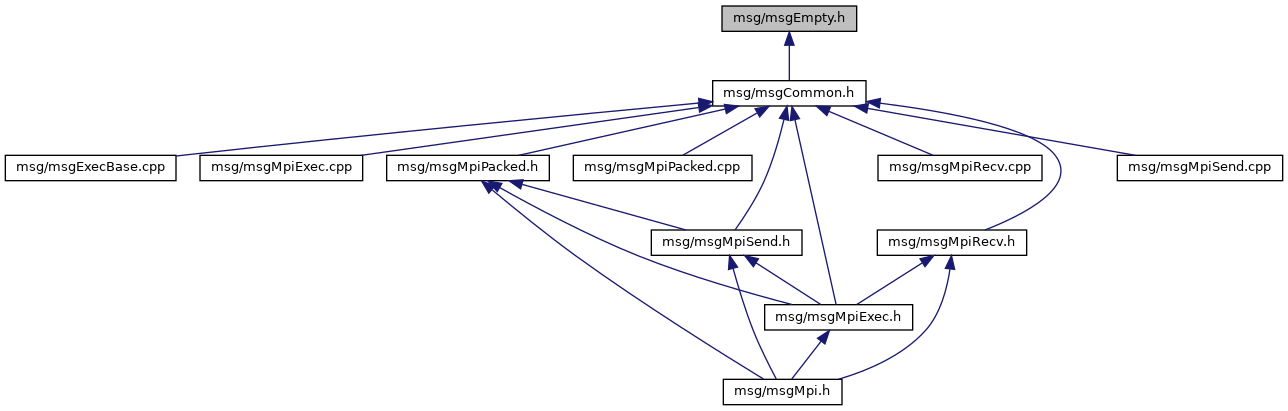 msg/msgEmpty.h
msg/msgCommon.h
msg/msgExecBase.cpp
msg/msgMpiExec.cpp
msg/msgMpiPacked.h
msg/msgMpiPacked.cpp
msg/msgMpiRecv.cpp
msg/msgMpiSend.cpp
msg/msgMpiSend.h
msg/msgMpiRecv.h
msg/msgMpiExec.h
msg/msgMpi.h